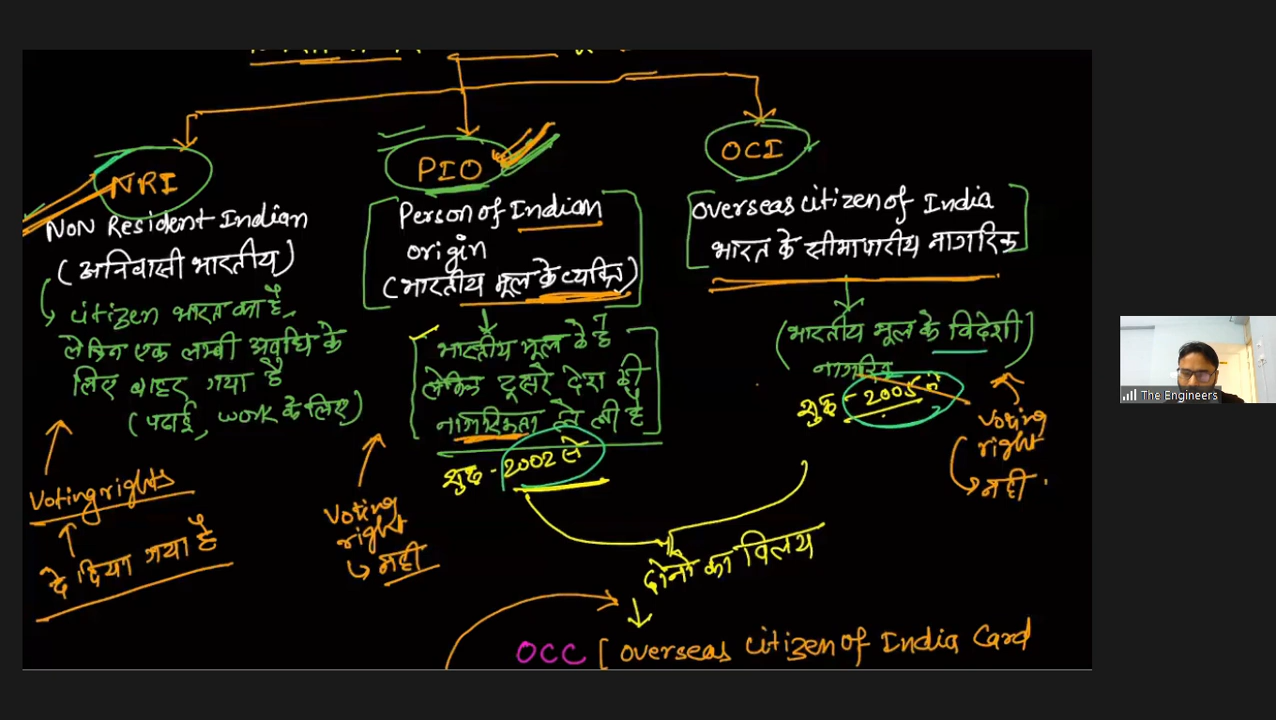 NRI
NON Resident Indian
(अनिवासी भारतीय)
citizen भारत का है,
लेकिन एक लम्बी अवधि के
लिए बाहर गया है
(पढाई, work के लिए)
Voting rights
दे दिया गया है
PIO
Person of Indian
origin
(भारतीय मूल के व्यक्ति)
भारतीय मूल के है
लेकिन दूसरे देश की
नागरिकता ले ली है
शुरू - 2002 से
Voting
right
नही
OCI
Overseas citizen of India
भारत के सीमापारीय नागरिक
(भारतीय मूल के विदेशी)
नागरिक
शुरू - 2005 में
Voting
right
नही
दोनो का विलय
OCC [Overseas citizen of India Card
The Engineers